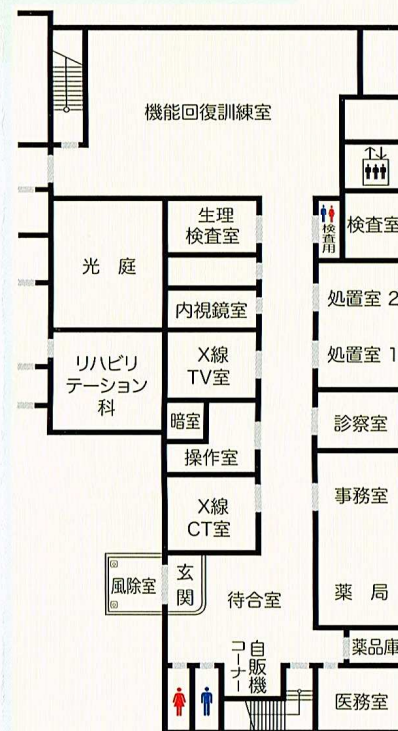 機能回復訓練室
生理
検査室
検査用
検査室
光 庭
処置室 2
内視鏡室
処置室 1
X線
TV室
リハビリ
テーション
科
暗室
診察室
操作室
事務室
X線
CT室
風除室
玄
関
待合室
薬 局
自販機
コーナー
薬品庫
医務室